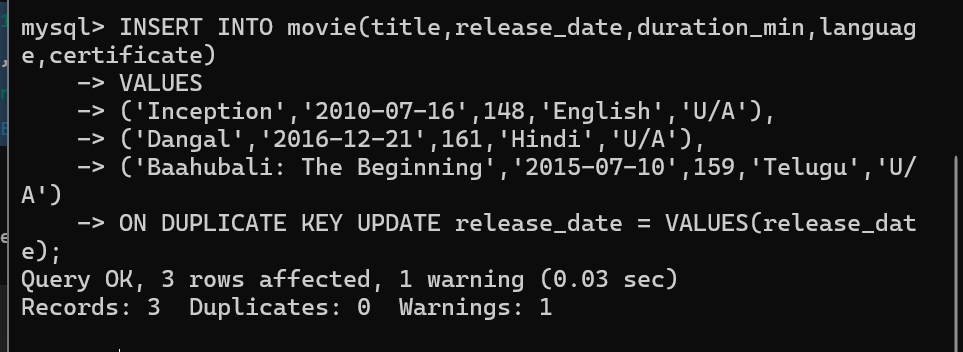 mysql> INSERT INTO movie(title,release_date,duration_min,languag
e,certificate)
    -> VALUES
    -> ('Inception','2010-07-16',148,'English','U/A'),
    -> ('Dangal','2016-12-21',161,'Hindi','U/A'),
    -> ('Baahubali: The Beginning','2015-07-10',159,'Telugu','U/
A')
    -> ON DUPLICATE KEY UPDATE release_date = VALUES(release_dat
e);
Query OK, 3 rows affected, 1 warning (0.03 sec)
Records: 3  Duplicates: 0  Warnings: 1